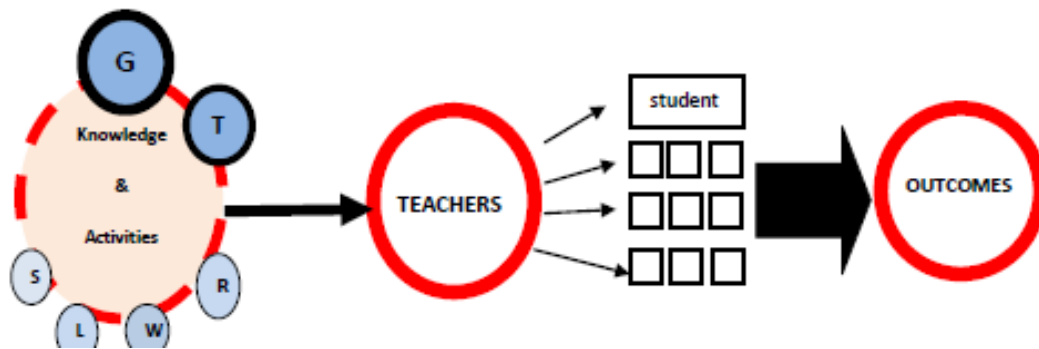 G
T
Knowledge
&
Activities
S
L
W
R
TEACHERS
student
OUTCOMES